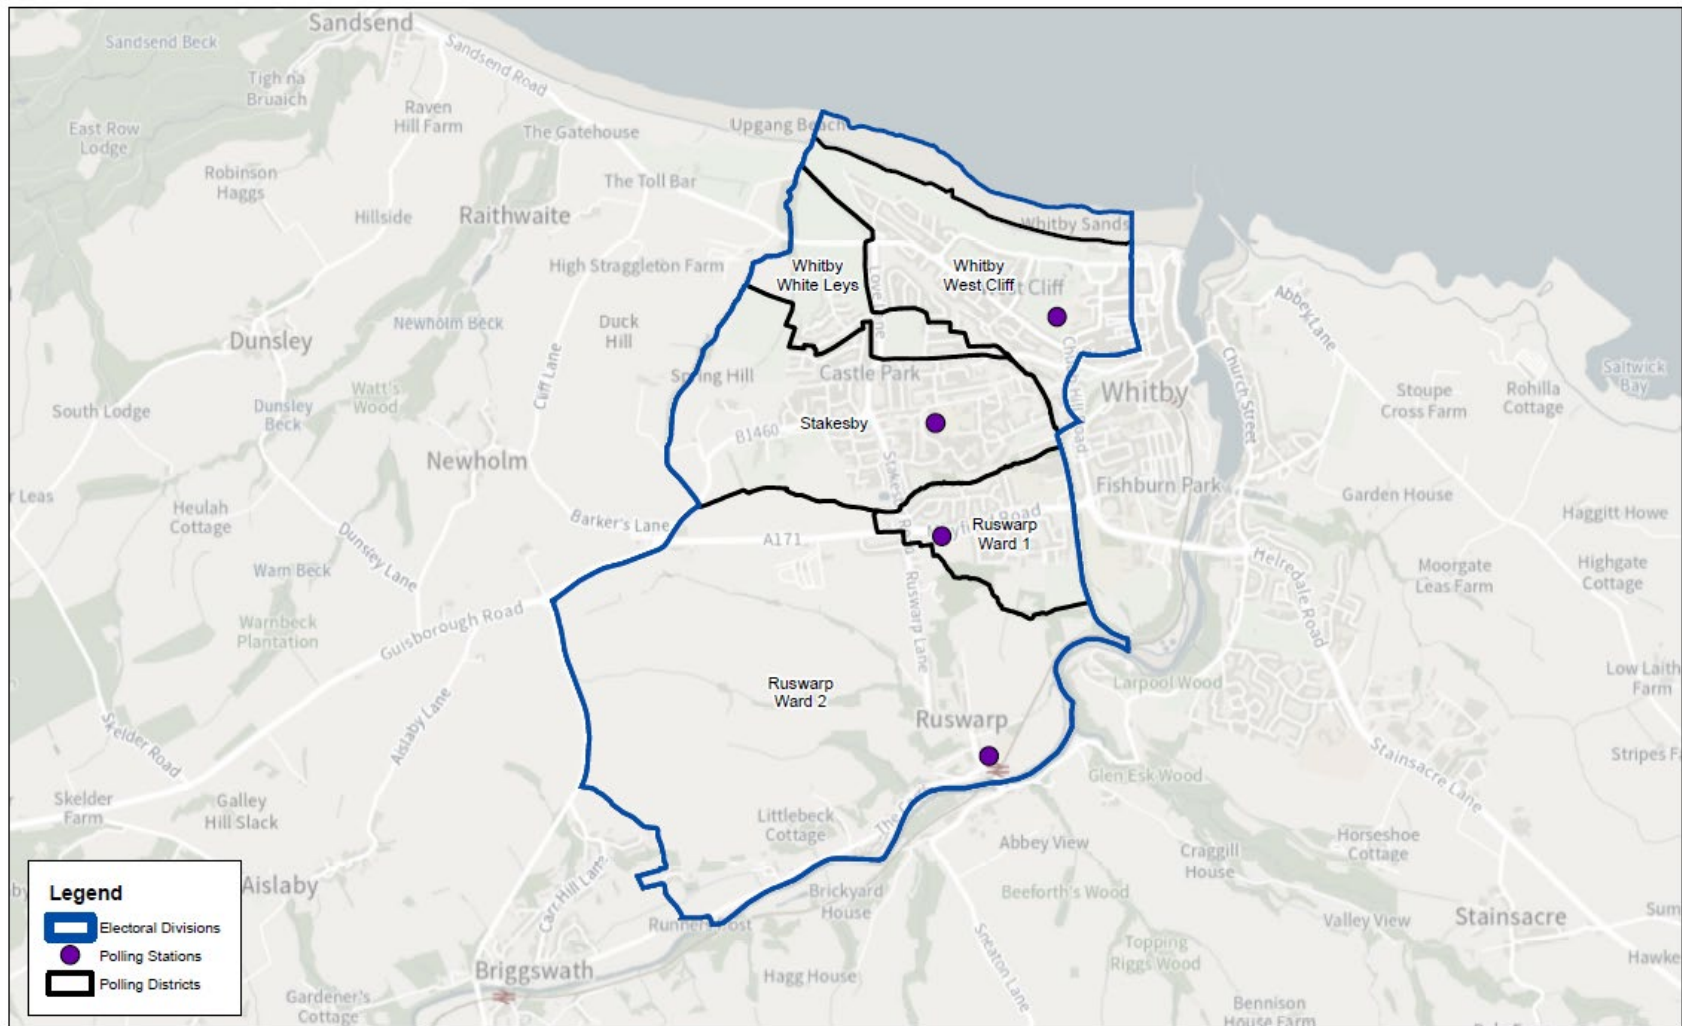 Sandsend
Sandsend Beck
Sandsend Road
Tigh na
Bruaich
Raven
Hill Farm
The Gatehouse
Upgang Beach
East Row
Lodge
Robinson
Haggs
The Toll Bar
Hillside
Raithwaite
Whitby Sands
High Straggleton Farm
Whitby
White Leys
Whitby
West Cliff
West Cliff
Abbey Lane
Newholm Beck
Duck
Hill
Dunsley
Cliff Lane
Church Street
Saltwick
Bay
Watt's
Wood
Spring Hill
Castle Park
Whitby
Stoupe
Cross Farm
Rohilla
Cottage
South Lodge
Dunsley
Beck
B1460
Stakesby
Newholm
Fishburn Park
Garden House
Heulah
Cottage
Barker's Lane
A171
Ruswarp
Ward 1
Haggitt Howe
Dunsley Lane
Warn Beck
Helredale Road
Moorgate
Leas Farm
Highgate
Cottage
Warnbeck
Plantation
Guisborough Road
Ruswarp Lane
Ruswarp
Ward 2
Larpool Wood
Low Laith
Farm
Skelder Road
Aislaby Lane
Ruswarp
Stainsacre Lane
Glen Esk Wood
Skelder
Farm
Galley
Hill Slack
Littlebeck
Cottage
Abbey View
Craggill
House
Horseshoe
Cottage
Carr Hill Lane
Aislaby
Brickyard
House
Beeforth's Wood
Valley View
Stainsacre
Sneaton Lane
Topping
Riggs Wood
Briggswath
Hagg House
Gardener's
Cottage
Bennison
House Farm
Legend
Electoral Divisions
Polling Stations
Polling Districts